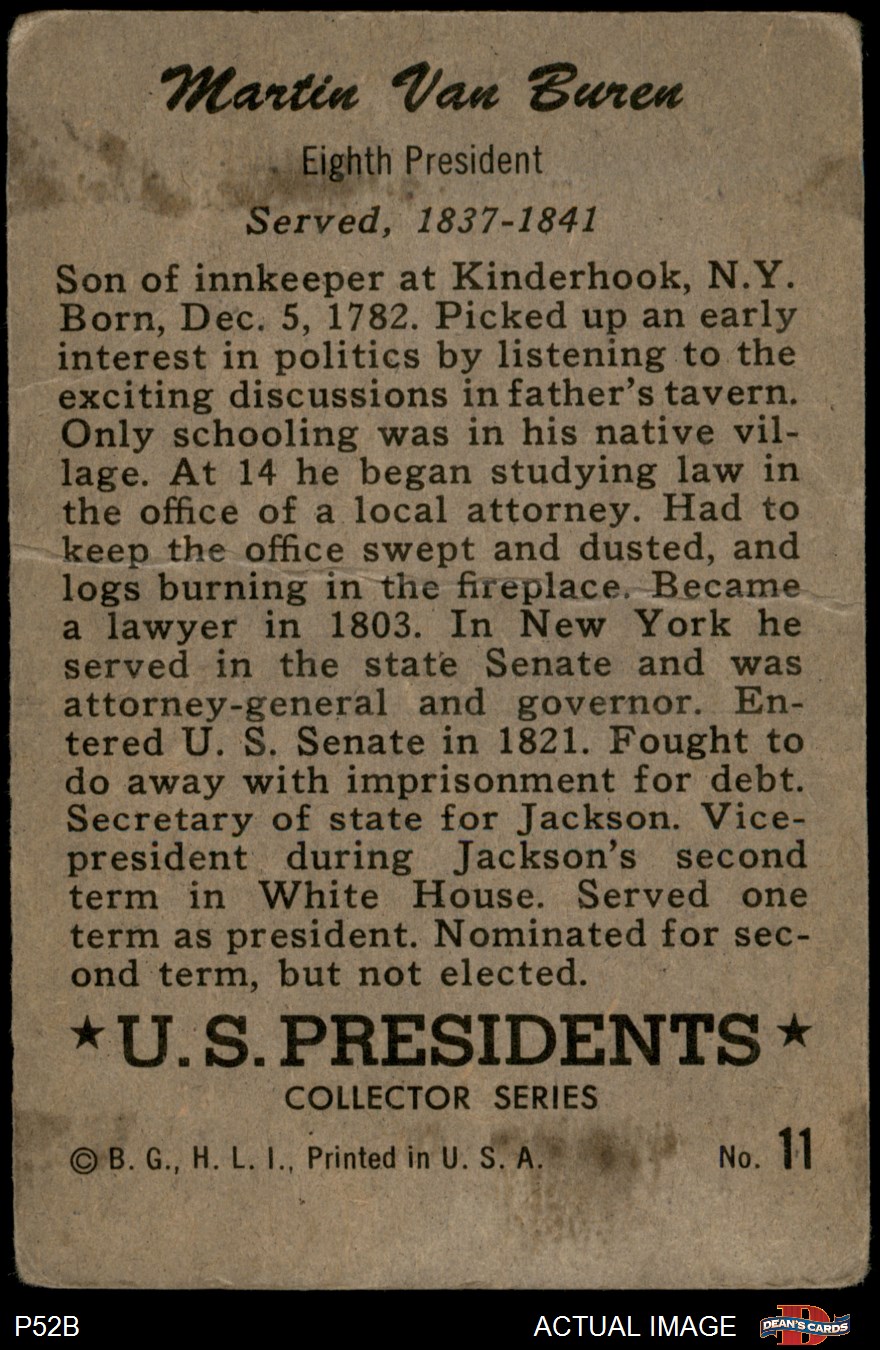 Martin Van Buren
Eighth President
Served, 1837-1841
Son of innkeeper at Kinderhook, N.Y.
Born, Dec. 5, 1782. Picked up an early
interest in politics by listening to the
exciting discussions in father's tavern.
Only schooling was in his native vil-
lage. At 14 he began studying law in
the office of a local attorney. Had to
keep the office swept and dusted, and
logs burning in the fireplace. Became
a lawyer in 1803. In New York he
served in the state Senate and was
attorney-general and governor. En-
tered U. S. Senate in 1821. Fought to
do away with imprisonment for debt.
Secretary of state for Jackson. Vice-
president during Jackson's second
term in White House. Served one
term as president. Nominated for sec-
ond term, but not elected.
★ U.S. PRESIDENTS ★
COLLECTOR SERIES
© B. G., H. L. I., Printed in U. S. A. No. 11
P52B ACTUAL IMAGE DEAN'S CARDS